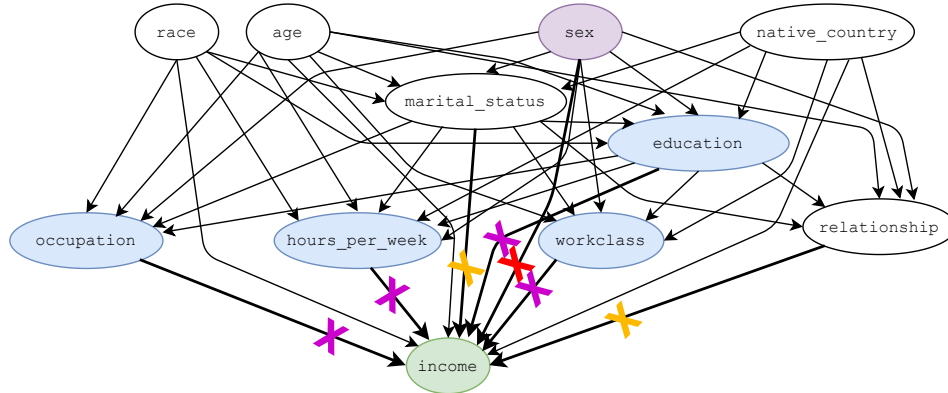 race
age
sex
native_country
marital_status
education
occupation
hours_per_week
workclass
relationship
income